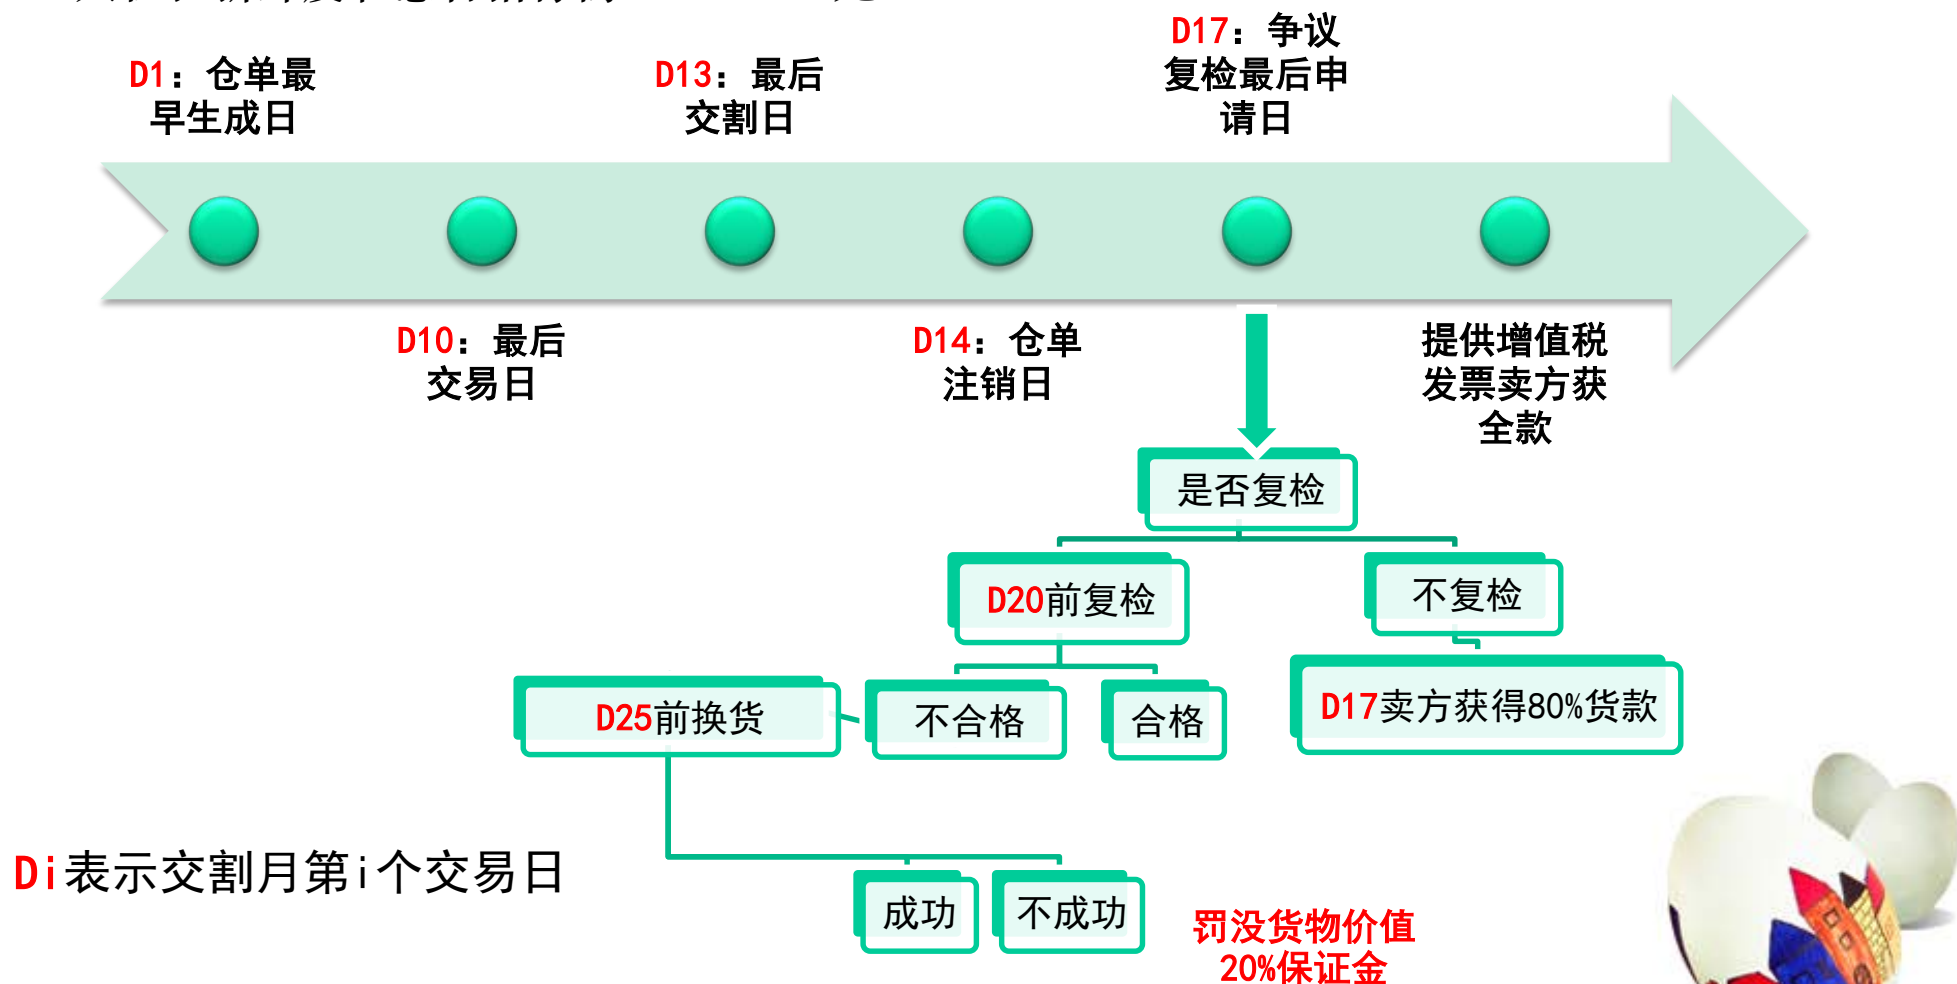 D1：仓单最
早生成日
D13：最后
交割日
D17：争议
复检最后申
请日
D10：最后
交易日
D14：仓单
注销日
提供增值税
发票卖方获
全款
是否复检
D20前复检
不复检
D25前换货
不合格
合格
D17卖方获得80%货款
Di表示交割月第i个交易日
成功
不成功
罚没货物价值
20%保证金